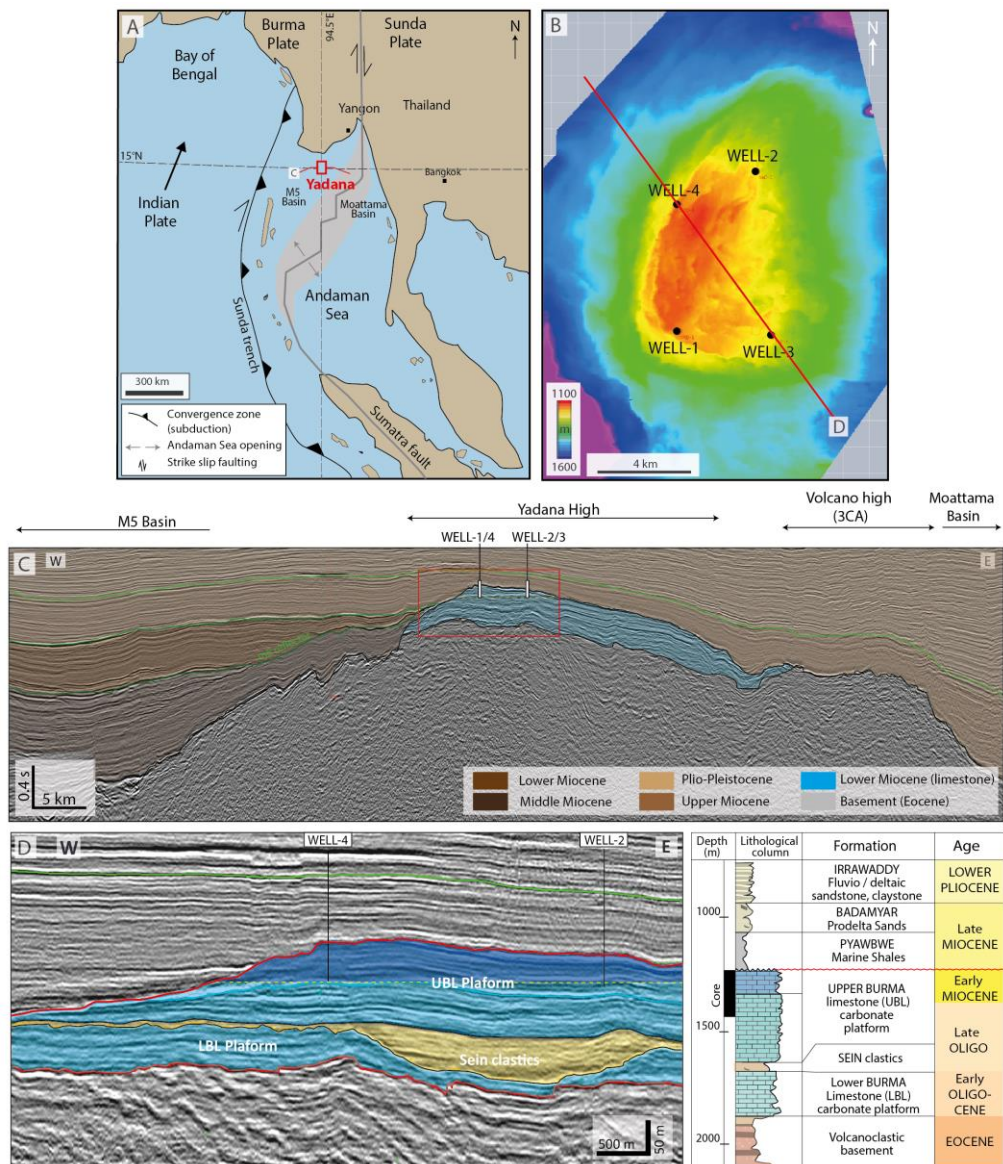 A
Burma
Plate
94.5°E
Sunda
Plate
N
Bay of
Bengal
Yangon
Thailand
15°N
C
Yadana
Bangkok
M5
Basin
Moattama
Basin
Indian
Plate
Andaman
Sea
Sunda trench
300 km
Sumatra fault
Convergence zone
(subduction)
Andaman Sea opening
Strike slip faulting
B
N
WELL-2
WELL-4
WELL-1
WELL-3
1100
m
1600
4 km
D
M5 Basin
Yadana High
Volcano high
(3CA)
Moattama
Basin
WELL-1/4
WELL-2/3
C
W
E
0.4 s
5 km
Lower Miocene
Plio-Pleistocene
Lower Miocene (limestone)
Middle Miocene
Upper Miocene
Basement (Eocene)
D
W
WELL-4
WELL-2
E
UBL Plaform
LBL Plaform
Sein clastics
500 m
50 m
Depth
(m)
Lithological
column
Formation
Age
IRRAWADDY
Fluvio / deltaic
sandstone, claystone
LOWER
PLIOCENE
1000
BADAMYAR
Prodelta Sands
Late
MIOCENE
PYAWBWE
Marine Shales
Core
UPPER BURMA
limestone (UBL)
carbonate
platform
Early
MIOCENE
1500
Late
OLIGO
SEIN clastics
Lower BURMA
Limestone (LBL)
carbonate platform
Early
OLIGO-
CENE
2000
Volcanoclastic
basement
EOCENE